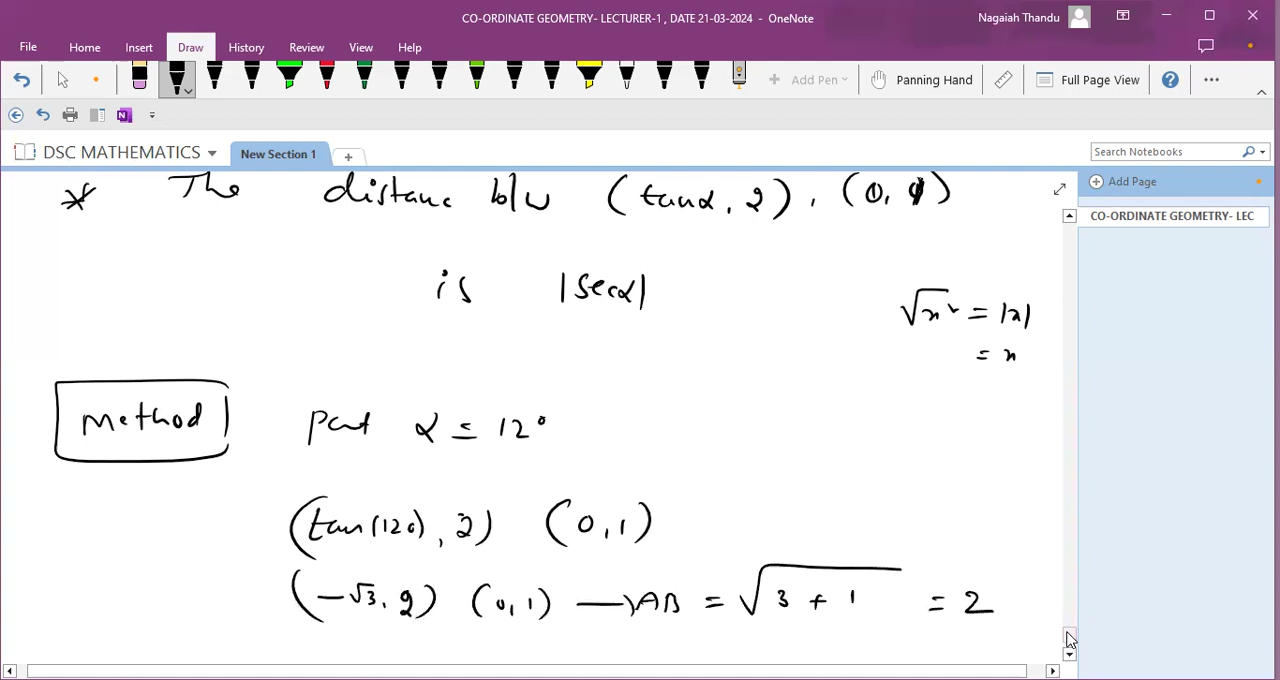 CO-ORDINATE GEOMETRY- LECTURER-1 , DATE 21-03-2024 - OneNote
Nagaiah Thandu
File Home Insert Draw History Review View Help
Add Pen
Panning Hand
Full Page View
DSC MATHEMATICS
New Section 1
Search Notebooks
Add Page
CO-ORDINATE GEOMETRY- LEC
* The distance b/w (tanα, 2), (0, 1)
is |secα|
√x² = |x|
= x
Method
put α = 120
(tan(120), 2) (0, 1)
(-√3, 2) (0, 1) → AB = √3 + 1 = 2